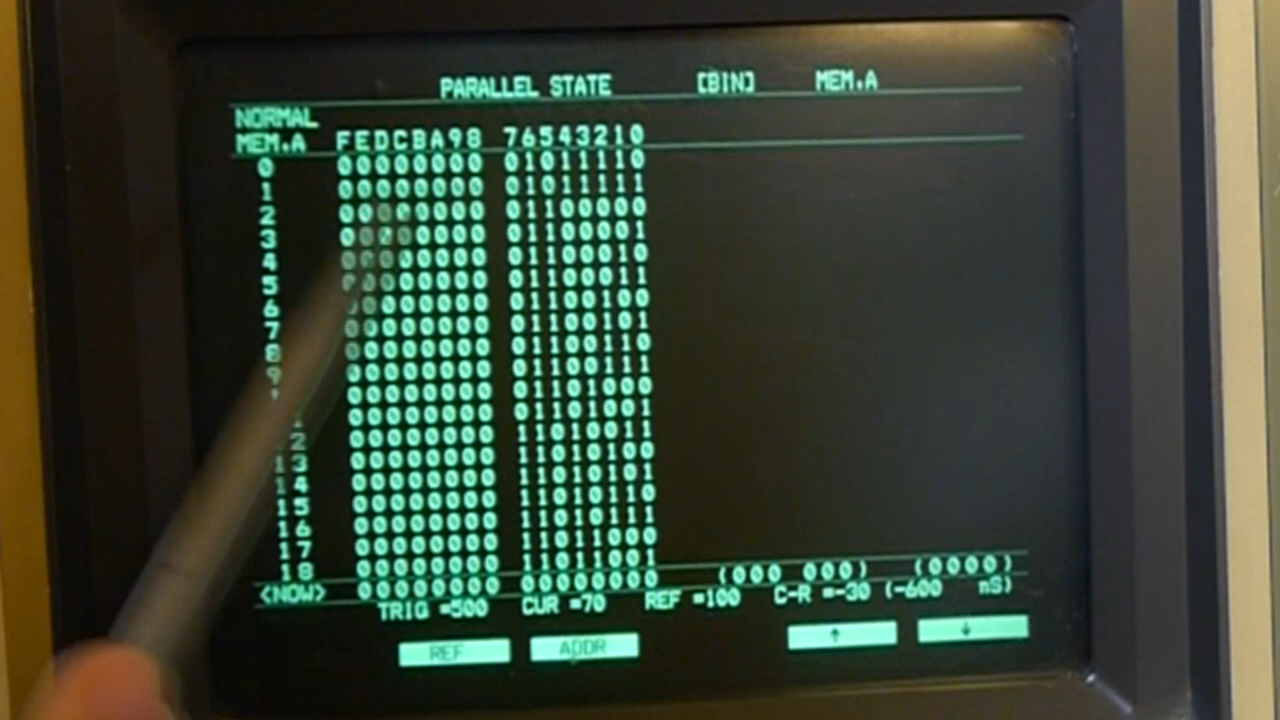 PARALLEL STATE [BIN] MEM.A
NORMAL
MEM.A FEDCBA98 76543210
0 00000000 01011110
1 00000000 01011111
2 00000000 01100000
3 00000000 01100001
4 00000000 01100010
5 00000000 01100011
6 00000000 01100100
7 00000000 01100101
8 00000000 01100110
9 00000000 01100111
00000000 01101000
1 00000000 01101001
2 00000000 11010011
13 00000000 11010100
14 00000000 11010101
15 00000000 11010110
16 00000000 11010111
17 00000000 11011000
18 00000000 11011001
<NOW> 00000000 00000000 (000 000) (0000)
TRIG =500 CUR =70 REF =100 C-R =-30 (-600 nS)
REF ADDR ↑ ↓